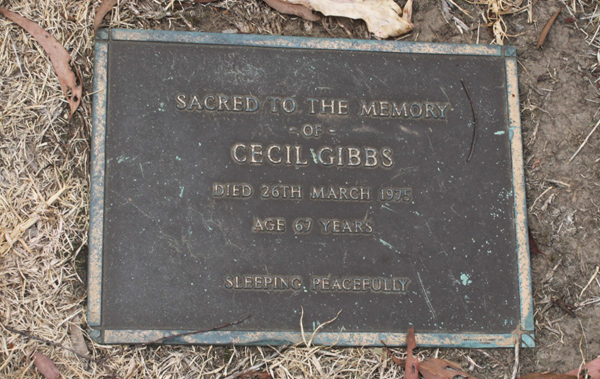 SACRED TO THE MEMORY
- OF -
CECIL GIBBS
DIED 26TH MARCH 1975
AGE 67 YEARS
SLEEPING PEACEFULLY